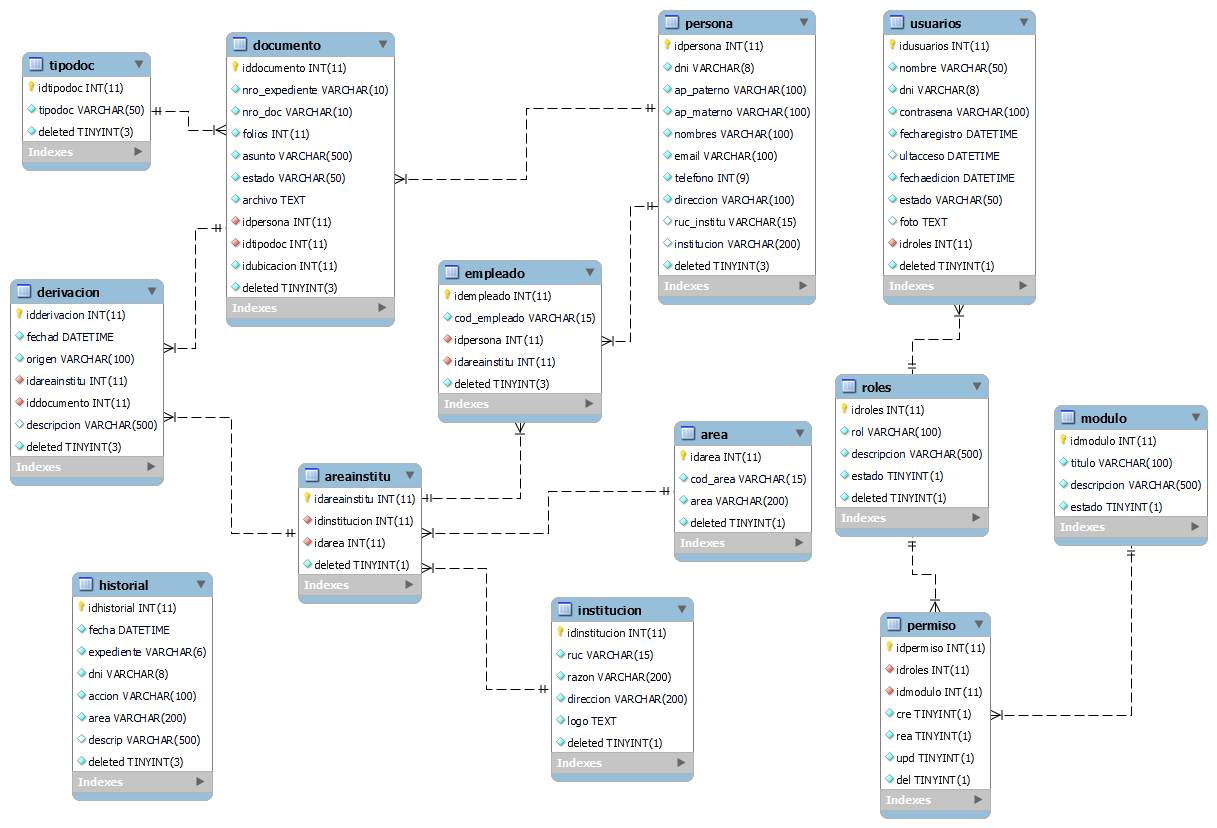 tipodoc
idtipodoc INT(11)
tipodoc VARCHAR(50)
deleted TINYINT(3)
Indexes
documento
iddocumento INT(11)
nro_expediente VARCHAR(10)
nro_doc VARCHAR(10)
folios INT(11)
asunto VARCHAR(500)
estado VARCHAR(50)
archivo TEXT
idpersona INT(11)
idtipodoc INT(11)
idubicacion INT(11)
deleted TINYINT(3)
Indexes
persona
idpersona INT(11)
dni VARCHAR(8)
ap_paterno VARCHAR(100)
ap_materno VARCHAR(100)
nombres VARCHAR(100)
email VARCHAR(100)
telefono INT(9)
direccion VARCHAR(100)
ruc_institu VARCHAR(15)
institucion VARCHAR(200)
deleted TINYINT(3)
Indexes
usuarios
idusuarios INT(11)
nombre VARCHAR(50)
dni VARCHAR(8)
contrasena VARCHAR(100)
fecharegistro DATETIME
ultacceso DATETIME
fechaedicion DATETIME
estado VARCHAR(50)
foto TEXT
idroles INT(11)
deleted TINYINT(1)
Indexes
derivacion
idderivacion INT(11)
fechad DATETIME
origen VARCHAR(100)
idareainstitu INT(11)
iddocumento INT(11)
descripcion VARCHAR(500)
deleted TINYINT(3)
Indexes
empleado
idempleado INT(11)
cod_empleado VARCHAR(15)
idpersona INT(11)
idareainstitu INT(11)
deleted TINYINT(3)
Indexes
roles
idroles INT(11)
rol VARCHAR(100)
descripcion VARCHAR(500)
estado TINYINT(1)
deleted TINYINT(1)
Indexes
modulo
idmodulo INT(11)
titulo VARCHAR(100)
descripcion VARCHAR(500)
estado TINYINT(1)
Indexes
area
idarea INT(11)
cod_area VARCHAR(15)
area VARCHAR(200)
deleted TINYINT(1)
Indexes
areainstitu
idareainstitu INT(11)
idinstitucion INT(11)
idarea INT(11)
deleted TINYINT(1)
Indexes
historial
idhistorial INT(11)
fecha DATETIME
expediente VARCHAR(6)
dni VARCHAR(8)
accion VARCHAR(100)
area VARCHAR(200)
descrip VARCHAR(500)
deleted TINYINT(3)
Indexes
institucion
idinstitucion INT(11)
ruc VARCHAR(15)
razon VARCHAR(200)
direccion VARCHAR(200)
logo TEXT
deleted TINYINT(1)
Indexes
permiso
idpermiso INT(11)
idroles INT(11)
idmodulo INT(11)
cre TINYINT(1)
rea TINYINT(1)
upd TINYINT(1)
del TINYINT(1)
Indexes